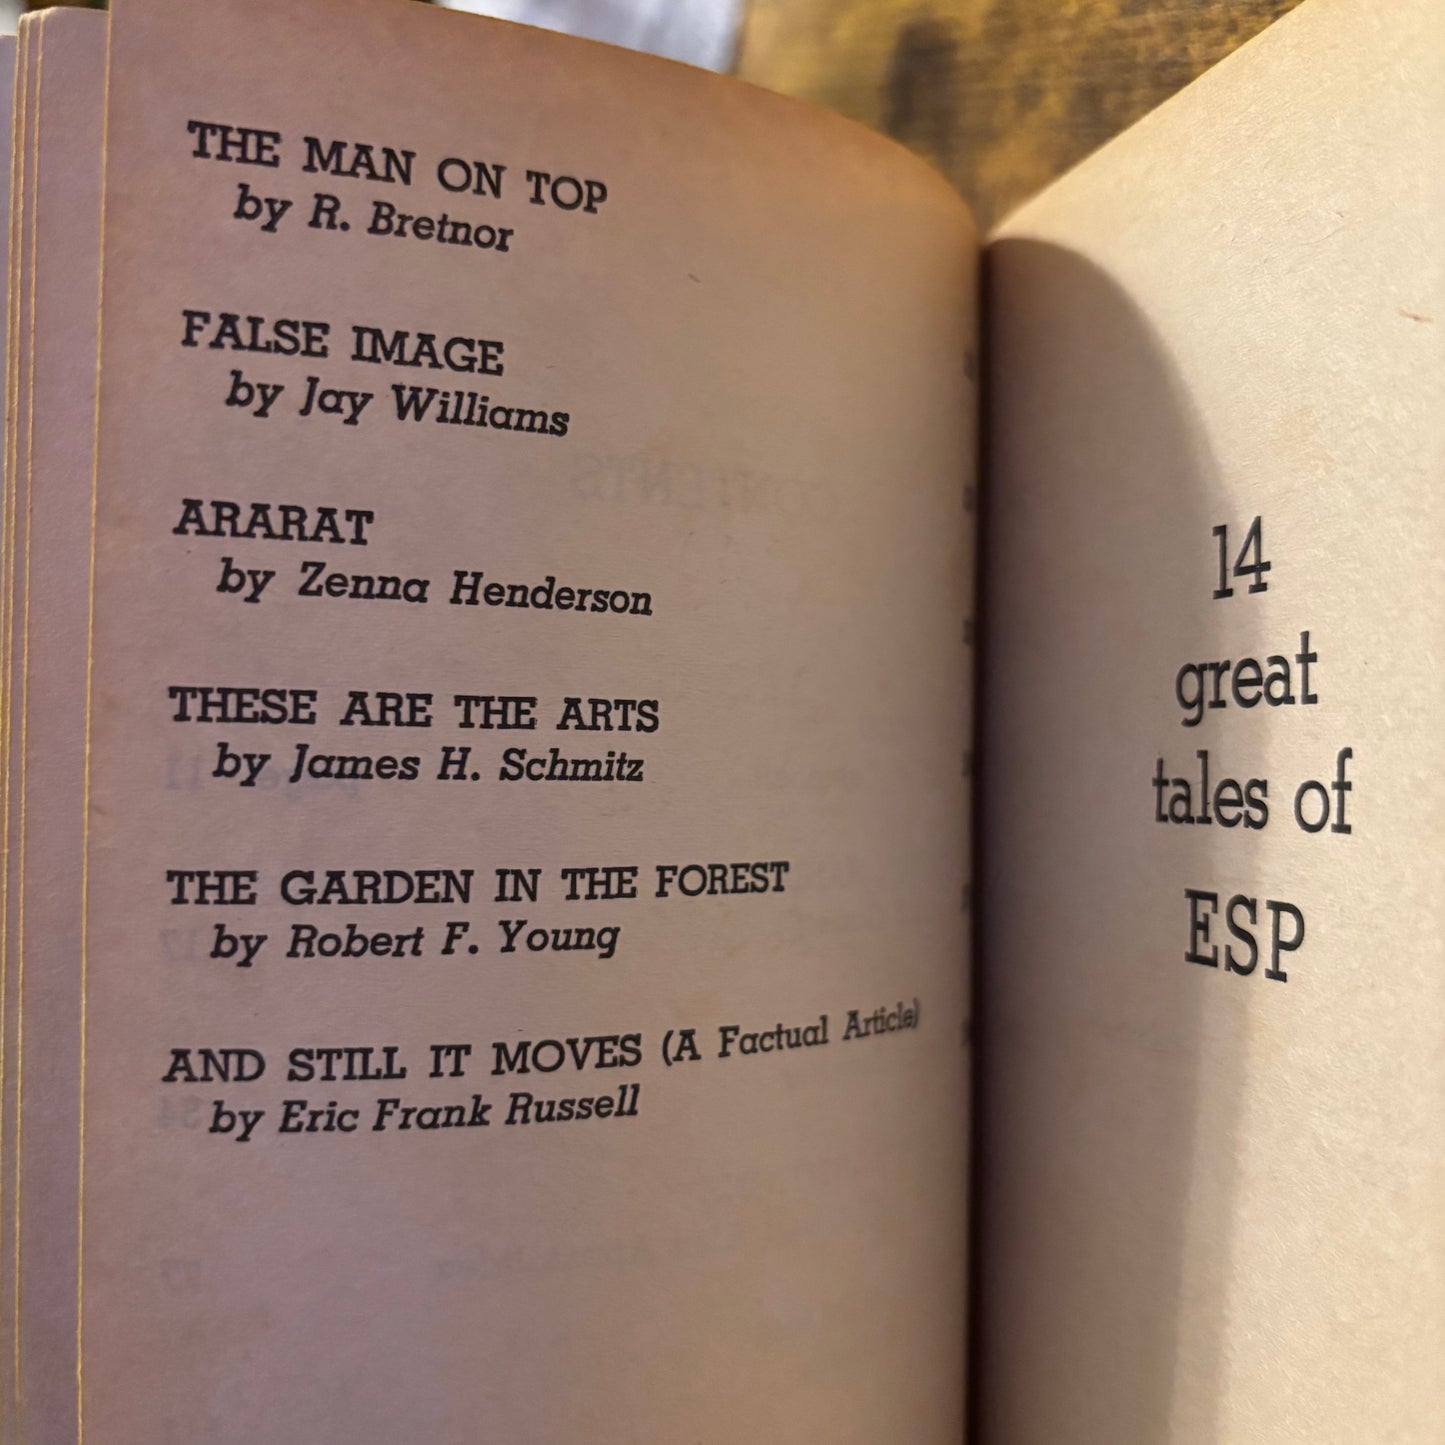 THE MAN ON TOP
by R. Bretnor
FALSE IMAGE
by Jay Williams
ARARAT
by Zenna Henderson
THESE ARE THE ARTS
by James H. Schmitz
THE GARDEN IN THE FOREST
by Robert F. Young
AND STILL IT MOVES (A Factual Article)
by Eric Frank Russell
14
great
tales of
ESP